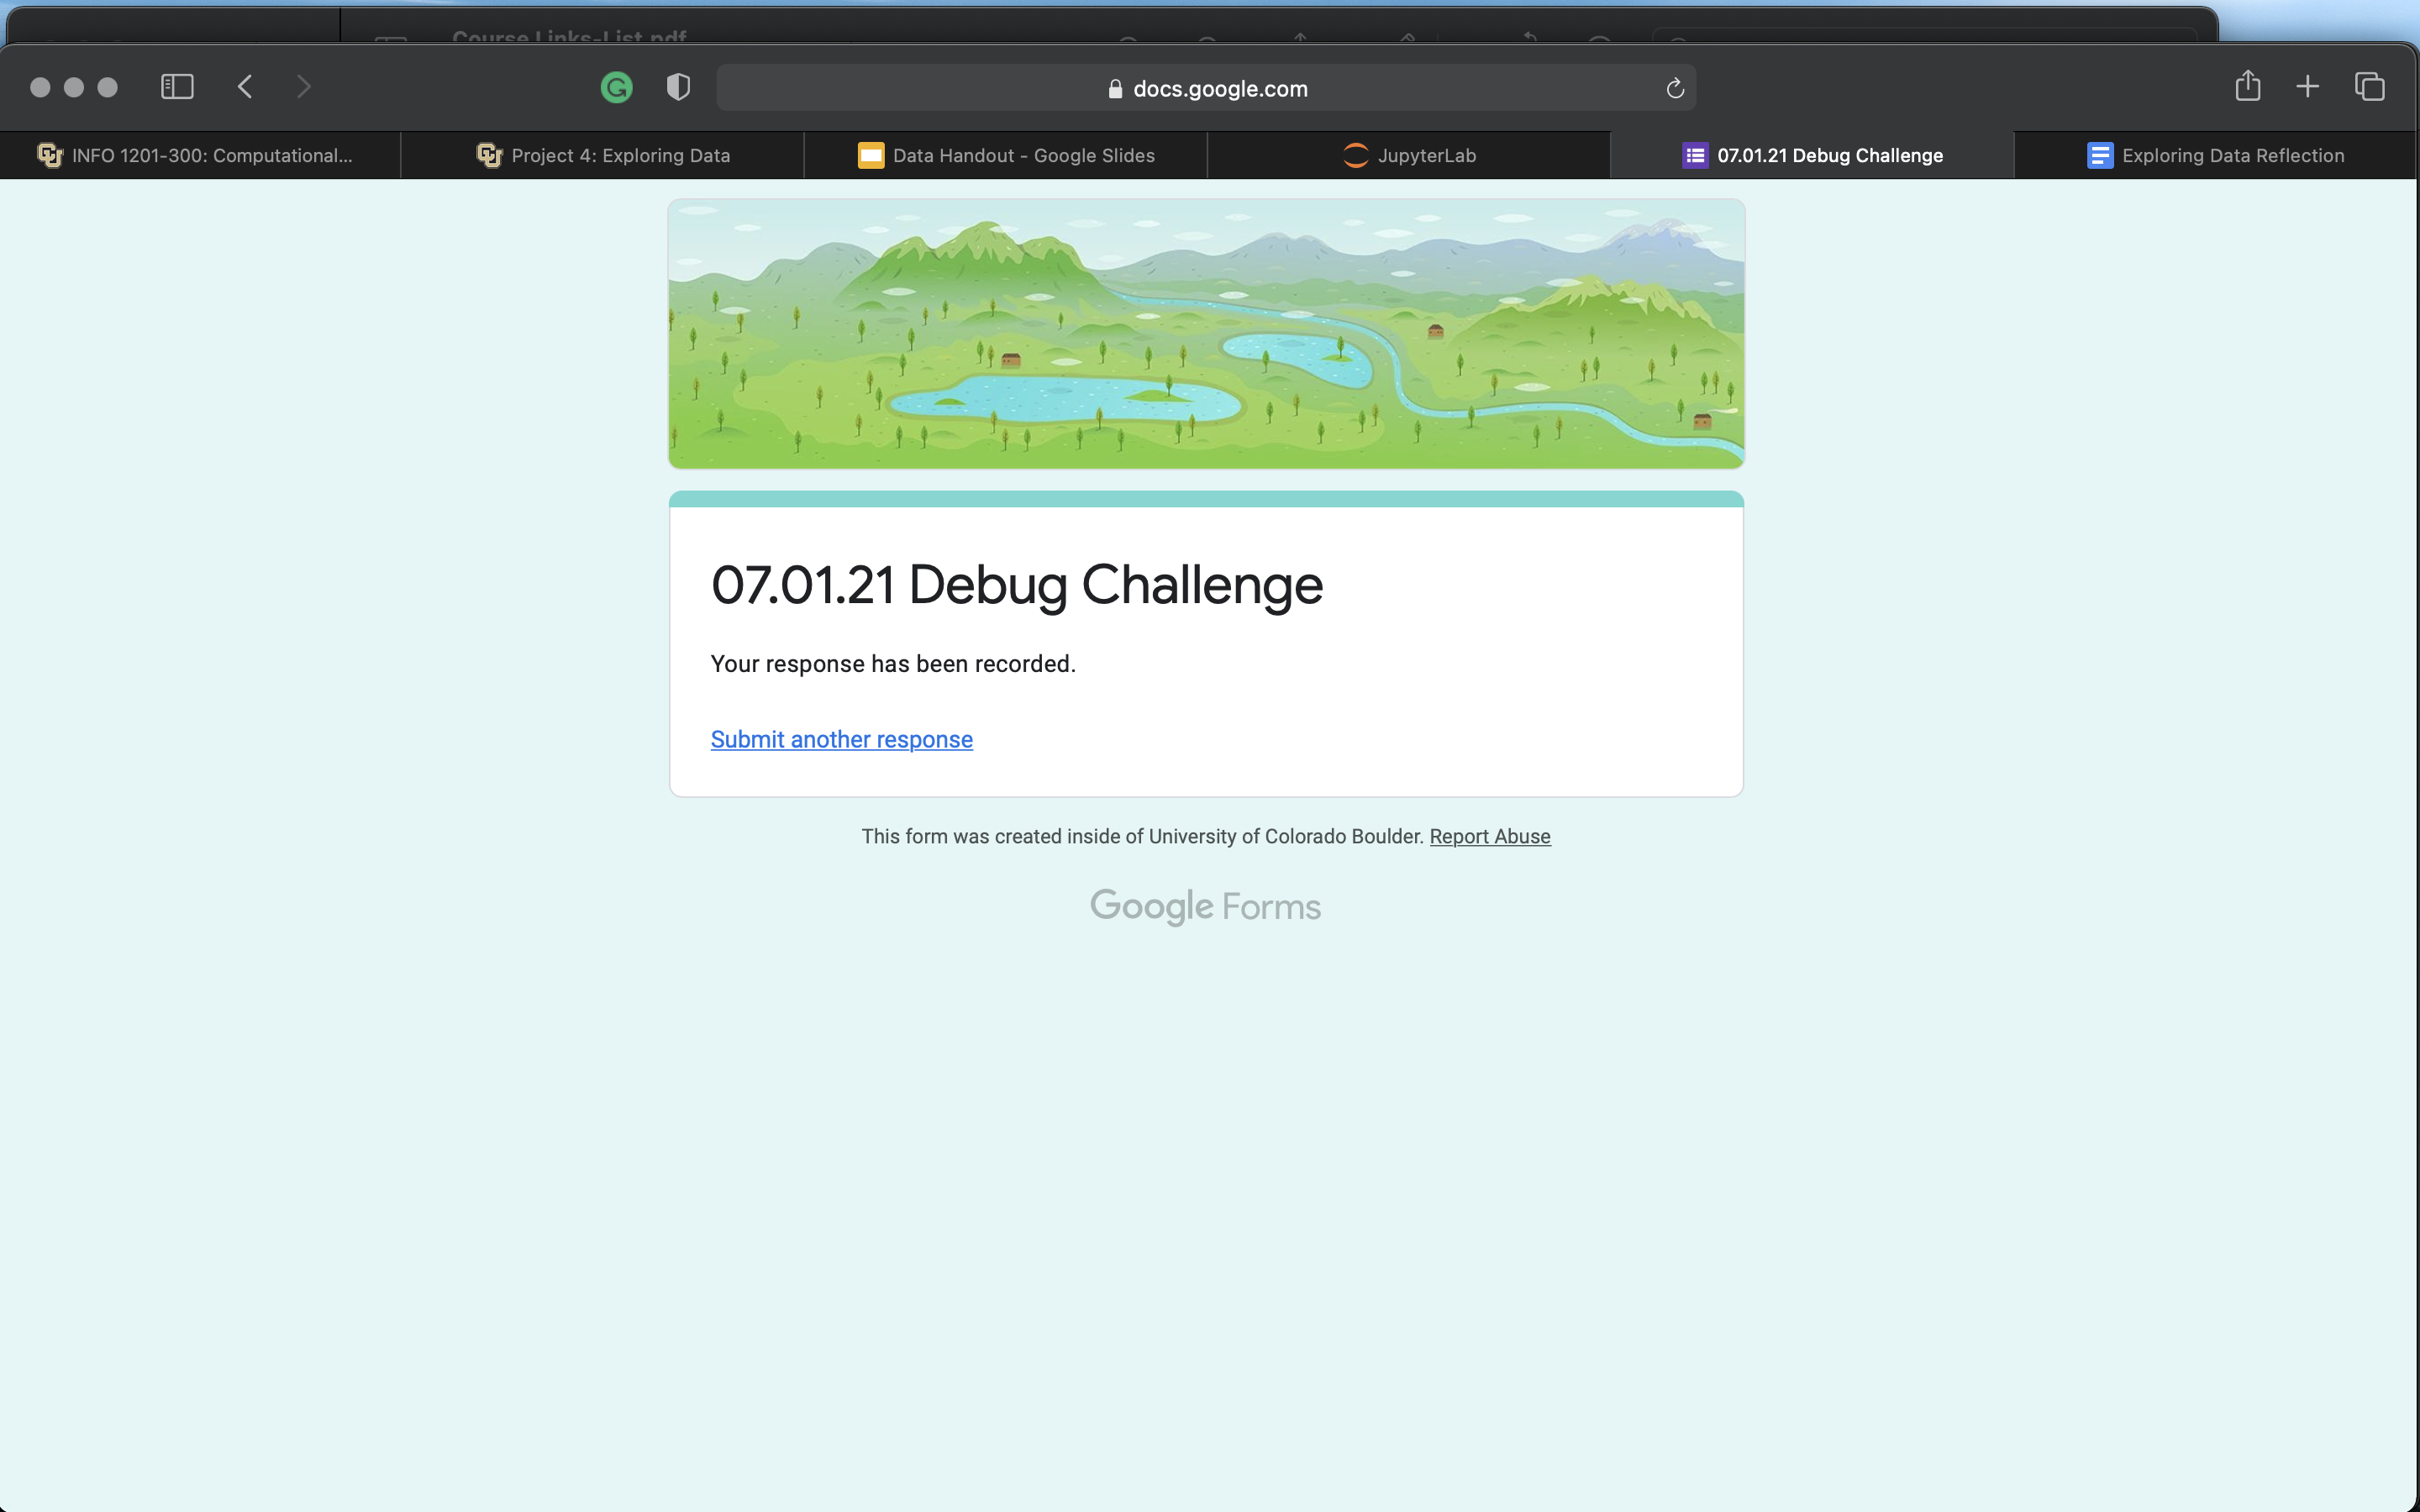 Course Links-List.pdf
docs.google.com
INFO 1201-300: Computational...
Project 4: Exploring Data
Data Handout - Google Slides
JupyterLab
07.01.21 Debug Challenge
Exploring Data Reflection
07.01.21 Debug Challenge
Your response has been recorded.
Submit another response
This form was created inside of University of Colorado Boulder. Report Abuse
Google Forms